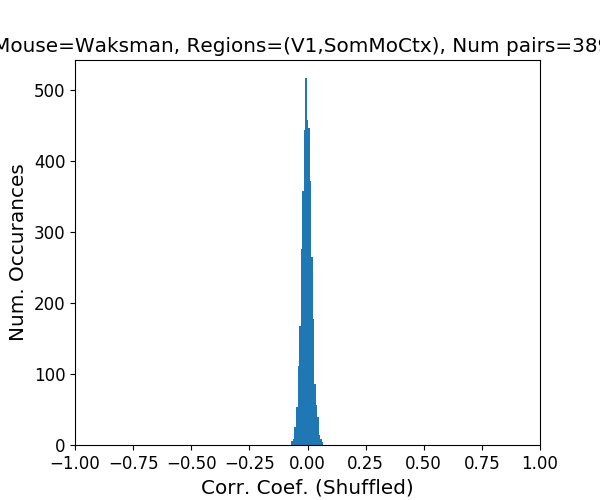 Mouse=Waksman, Regions=(V1,SomMoCtx), Num pairs=389
500
400
300
200
100
0
Num. Occurances
−1.00 −0.75 −0.50 −0.25 0.00 0.25 0.50 0.75 1.00
Corr. Coef. (Shuffled)